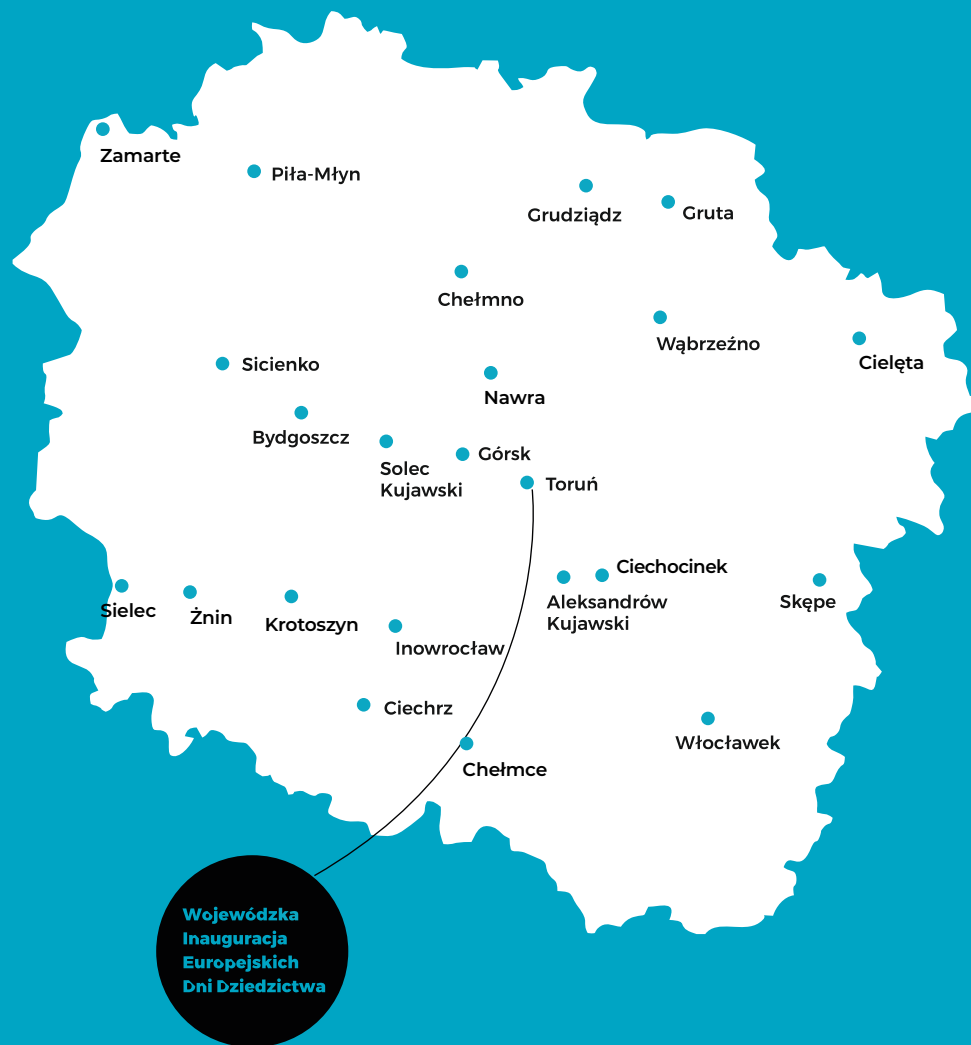 Zamarte
Piła-Młyn
Grudziądz
Gruta
Chełmno
Wąbrzeźno
Cielęta
Sicienko
Nawra
Bydgoszcz
Solec
Kujawski
Górsk
Toruń
Ciechocinek
Aleksandrów
Kujawski
Skępe
Sielec
Żnin
Krotoszyn
Inowrocław
Ciechrz
Włocławek
Chełmce
Wojewódzka
Inauguracja
Europejskich
Dni Dziedzictwa